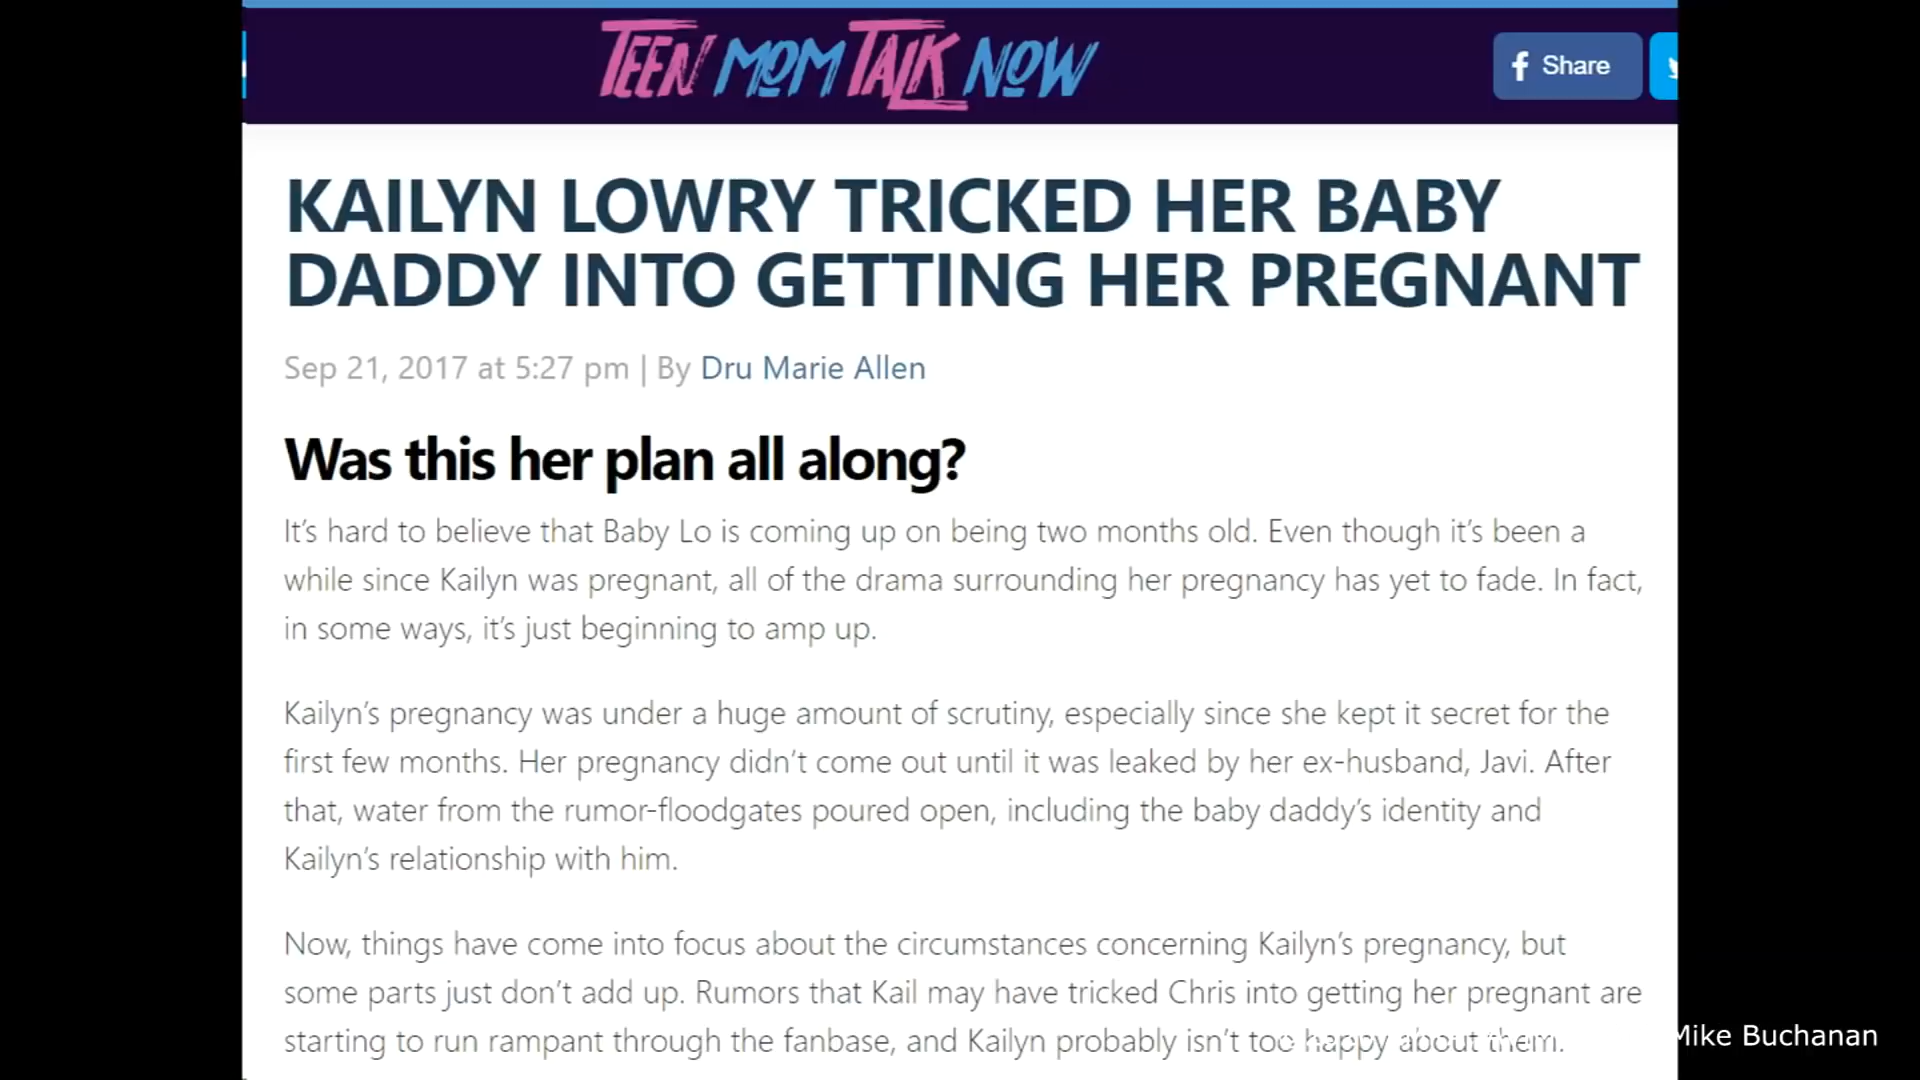 TEEN MOM TALK NOW
Share
KAILYN LOWRY TRICKED HER BABY
DADDY INTO GETTING HER PREGNANT
Sep 21, 2017 at 5:27 pm | By Dru Marie Allen
Was this her plan all along?
It’s hard to believe that Baby Lo is coming up on being two months old. Even though it’s been a
while since Kailyn was pregnant, all of the drama surrounding her pregnancy has yet to fade. In fact,
in some ways, it’s just beginning to amp up.
Kailyn’s pregnancy was under a huge amount of scrutiny, especially since she kept it secret for the
first few months. Her pregnancy didn’t come out until it was leaked by her ex-husband, Javi. After
that, water from the rumor-floodgates poured open, including the baby daddy’s identity and
Kailyn’s relationship with him.
Now, things have come into focus about the circumstances concerning Kailyn’s pregnancy, but
some parts just don’t add up. Rumors that Kail may have tricked Chris into getting her pregnant are
starting to run rampant through the fanbase, and Kailyn probably isn’t too happy about them.
Mike Buchanan